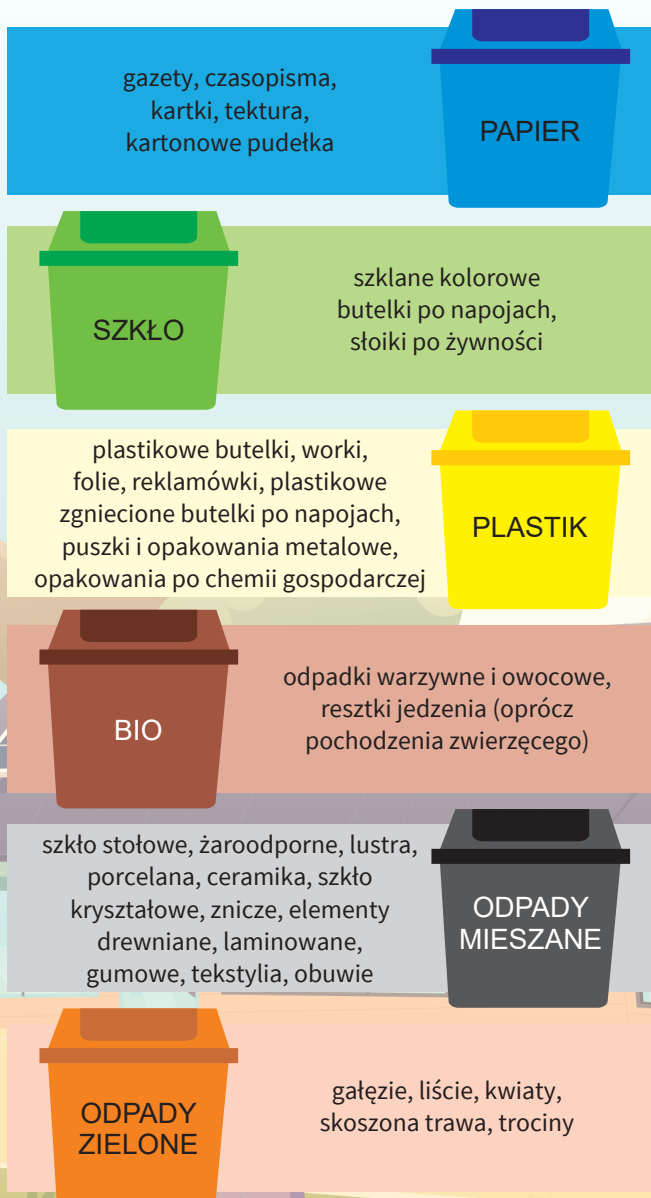 gazety, czasopisma,
kartki, tektura,
kartonowe pudełka
PAPIER
SZKŁO
szklane kolorowe
butelki po napojach,
słoiki po żywności
plastikowe butelki, worki,
folie, reklamówki, plastikowe
zgniecione butelki po napojach,
puszki i opakowania metalowe,
opakowania po chemii gospodarczej
PLASTIK
BIO
odpadki warzywne i owocowe,
resztki jedzenia (oprócz
pochodzenia zwierzęcego)
szkło stołowe, żaroodporne, lustra,
porcelana, ceramika, szkło
kryształowe, znicze, elementy
drewniane, laminowane,
gumowe, tekstylia, obuwie
ODPADY
MIESZANE
ODPADY
ZIELONE
gałęzie, liście, kwiaty,
skoszona trawa, trociny